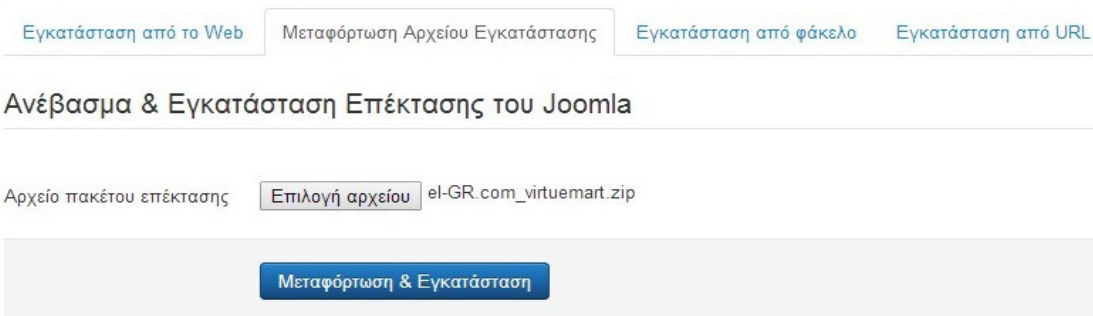 Εγκατάσταση από το Web Μεταφόρτωση Αρχείου Εγκατάστασης Εγκατάσταση από φάκελο Εγκατάσταση από URL
Ανέβασμα & Εγκατάσταση Επέκτασης του Joomla
Αρχείο πακέτου επέκτασης Επιλογή αρχείου el-GR.com_virtuemart.zip
Μεταφόρτωση & Εγκατάσταση